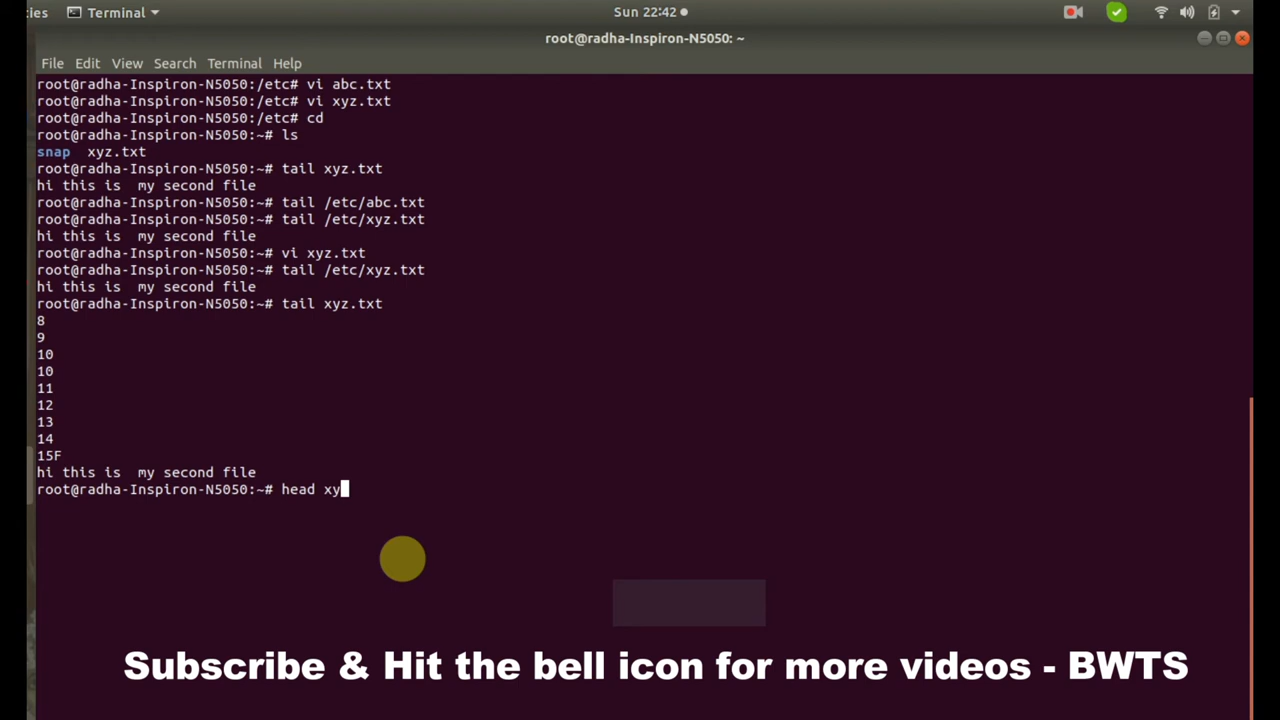 ies Terminal Sun 22:42
root@radha-Inspiron-N5050: ~
File Edit View Search Terminal Help
root@radha-Inspiron-N5050:/etc# vi abc.txt
root@radha-Inspiron-N5050:/etc# vi xyz.txt
root@radha-Inspiron-N5050:/etc# cd
root@radha-Inspiron-N5050:~# ls
snap  xyz.txt
root@radha-Inspiron-N5050:~# tail xyz.txt
hi this is  my second file
root@radha-Inspiron-N5050:~# tail /etc/abc.txt
root@radha-Inspiron-N5050:~# tail /etc/xyz.txt
hi this is  my second file
root@radha-Inspiron-N5050:~# vi xyz.txt
root@radha-Inspiron-N5050:~# tail /etc/xyz.txt
hi this is  my second file
root@radha-Inspiron-N5050:~# tail xyz.txt
8
9
10
10
11
12
13
14
15F
hi this is  my second file
root@radha-Inspiron-N5050:~# head xy
Subscribe & Hit the bell icon for more videos - BWTS